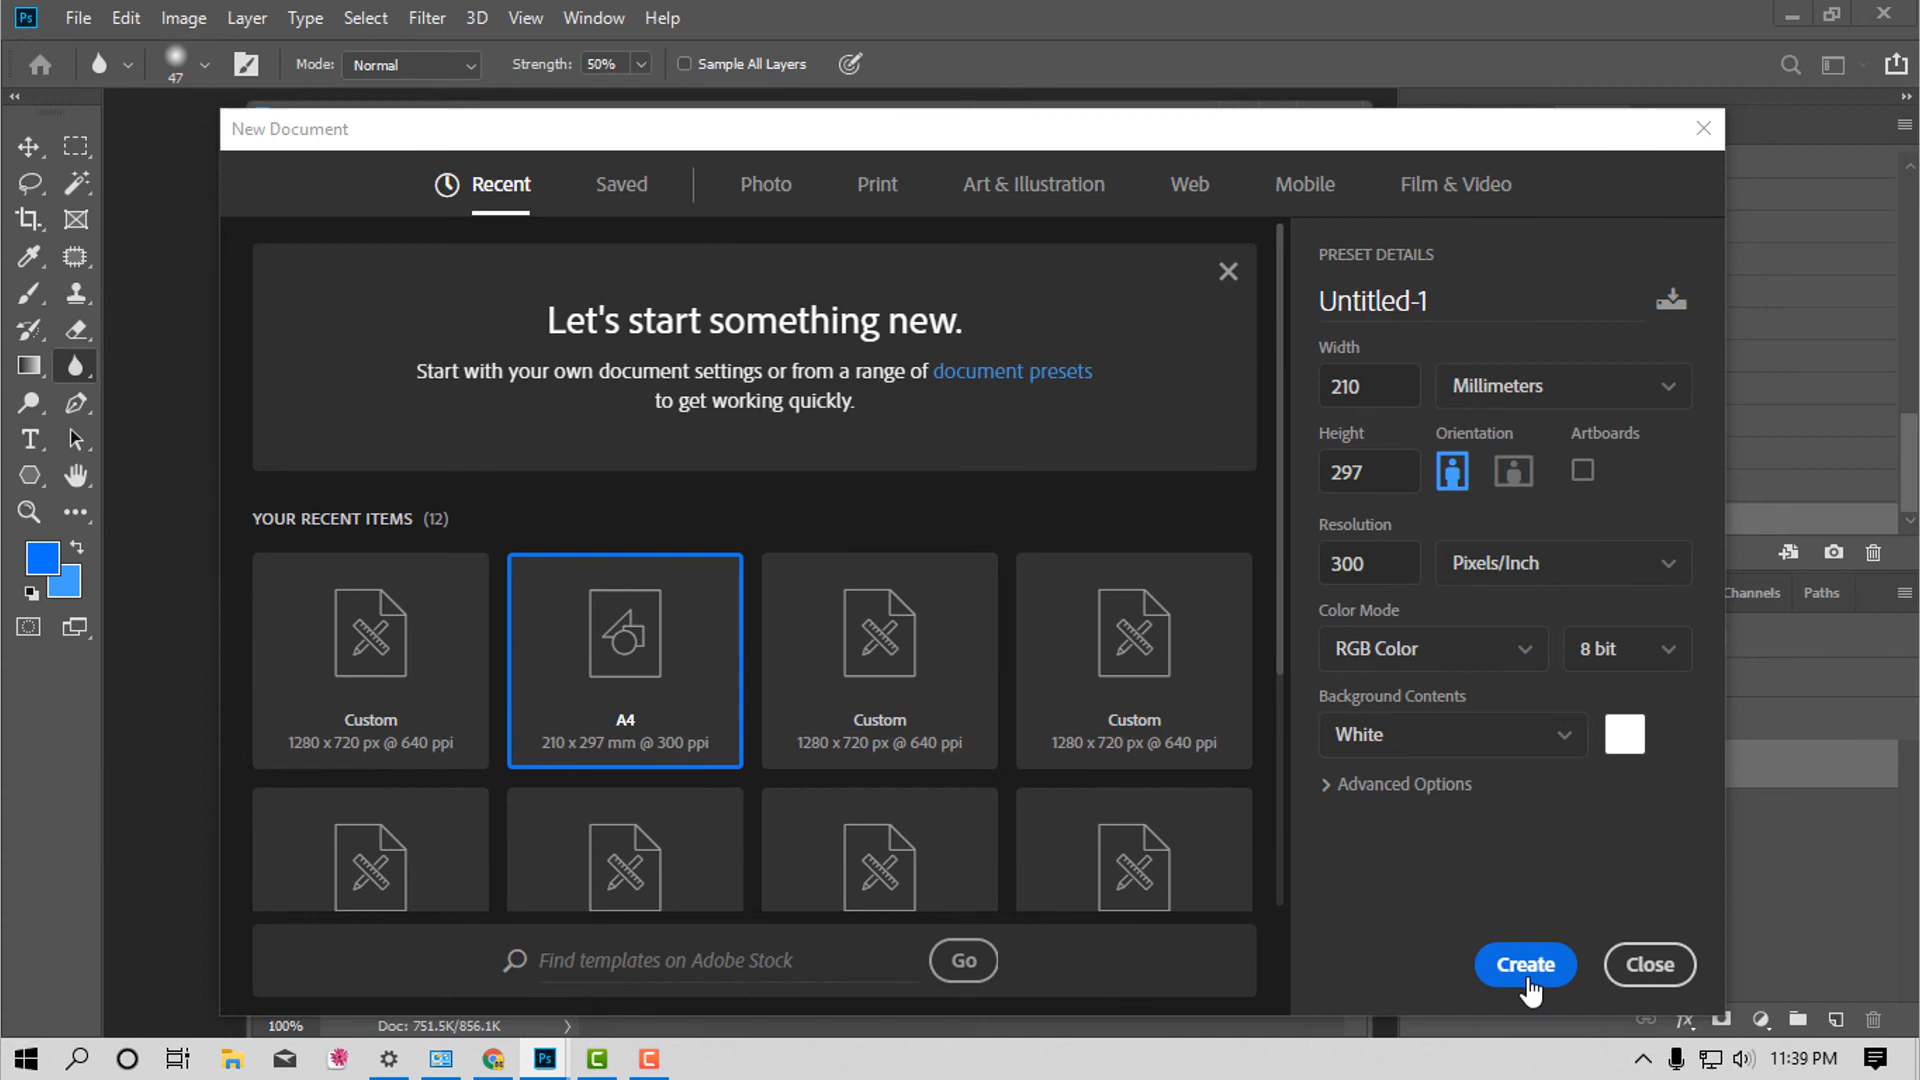 Ps File Edit Image Layer Type Select Filter 3D View Window Help
47 Mode: Normal Strength: 50% Sample All Layers
New Document
Recent Saved Photo Print Art & Illustration Web Mobile Film & Video
Let's start something new.
Start with your own document settings or from a range of document presets
to get working quickly.
YOUR RECENT ITEMS (12)
Custom
1280 x 720 px @ 640 ppi
A4
210 x 297 mm @ 300 ppi
Custom
1280 x 720 px @ 640 ppi
Custom
1280 x 720 px @ 640 ppi
Find templates on Adobe Stock Go
PRESET DETAILS
Untitled-1
Width
210 Millimeters
Height Orientation Artboards
297
Resolution
300 Pixels/Inch
Color Mode
RGB Color 8 bit
Background Contents
White
Advanced Options
Create Close
Channels Paths
T
fx
100% Doc: 751.5K/856.1K
Ps C C 11:39 PM